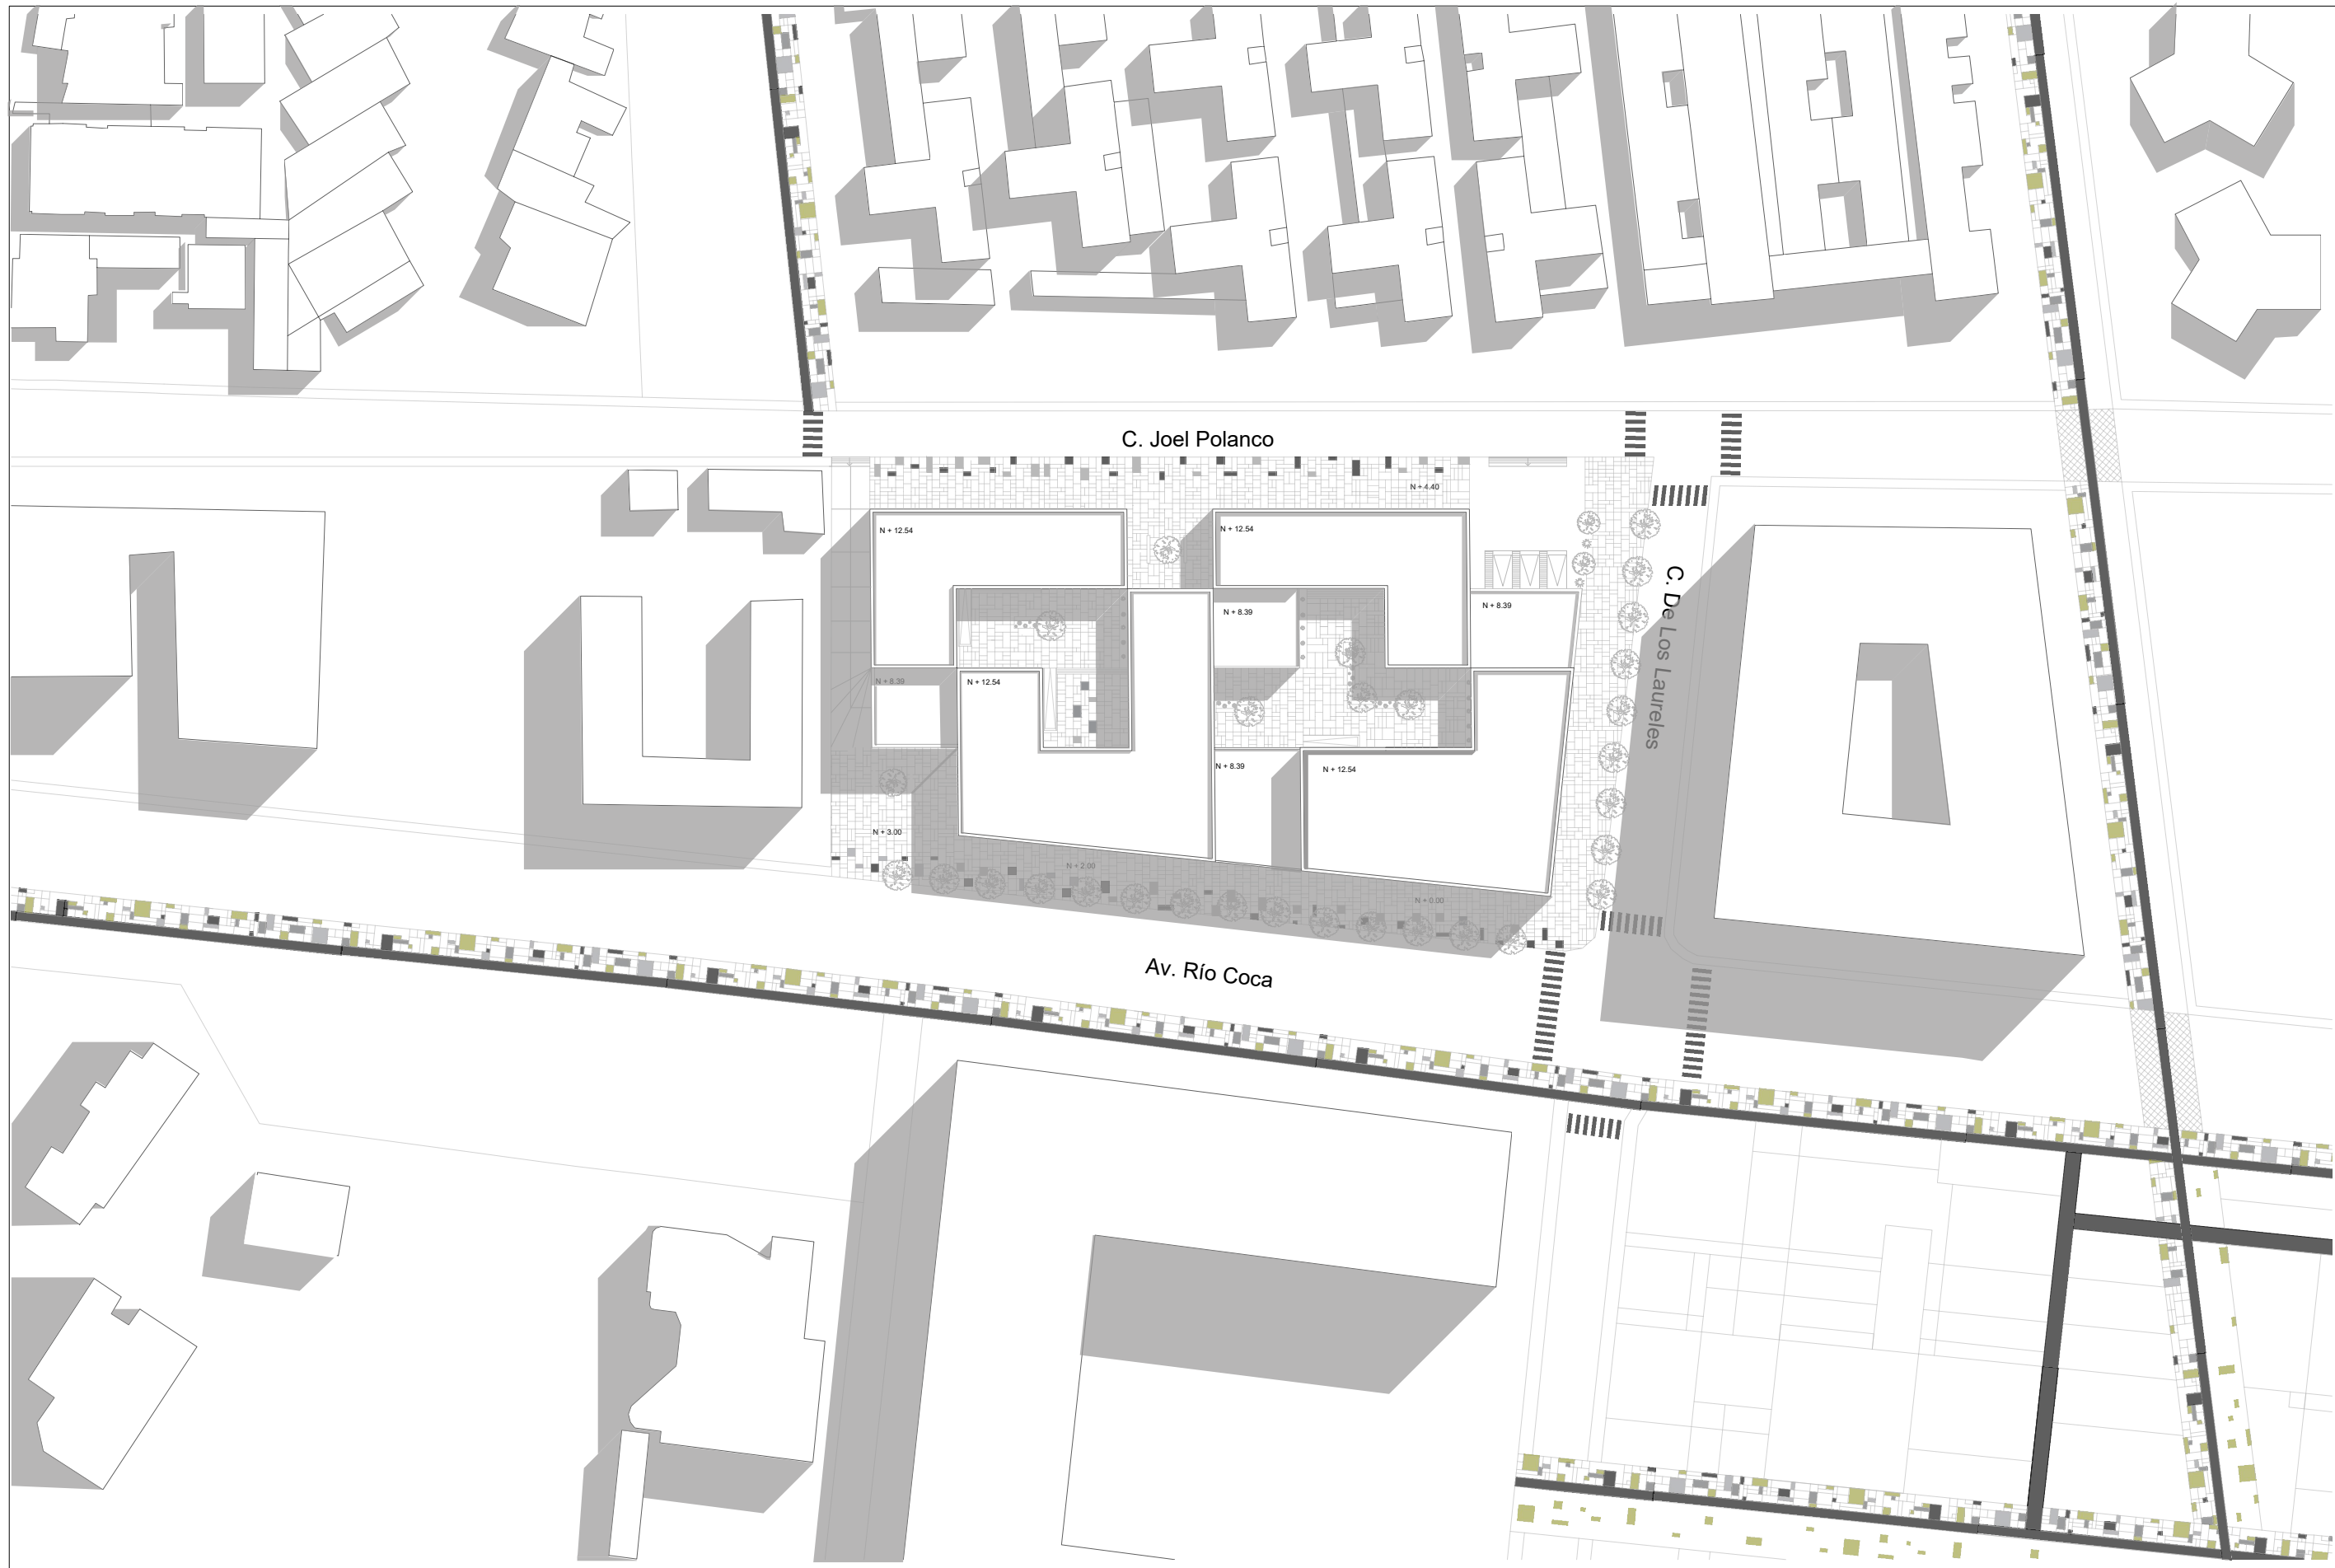 C. Joel Polanco
N + 4.40
N + 12.54
N + 12.54
C. De Los Laureles
N + 8.39
N + 8.39
N + 8.39
N + 12.54
N + 8.39
N + 12.54
N + 3.00
N + 2.00
N + 0.00
Av. Río Coca